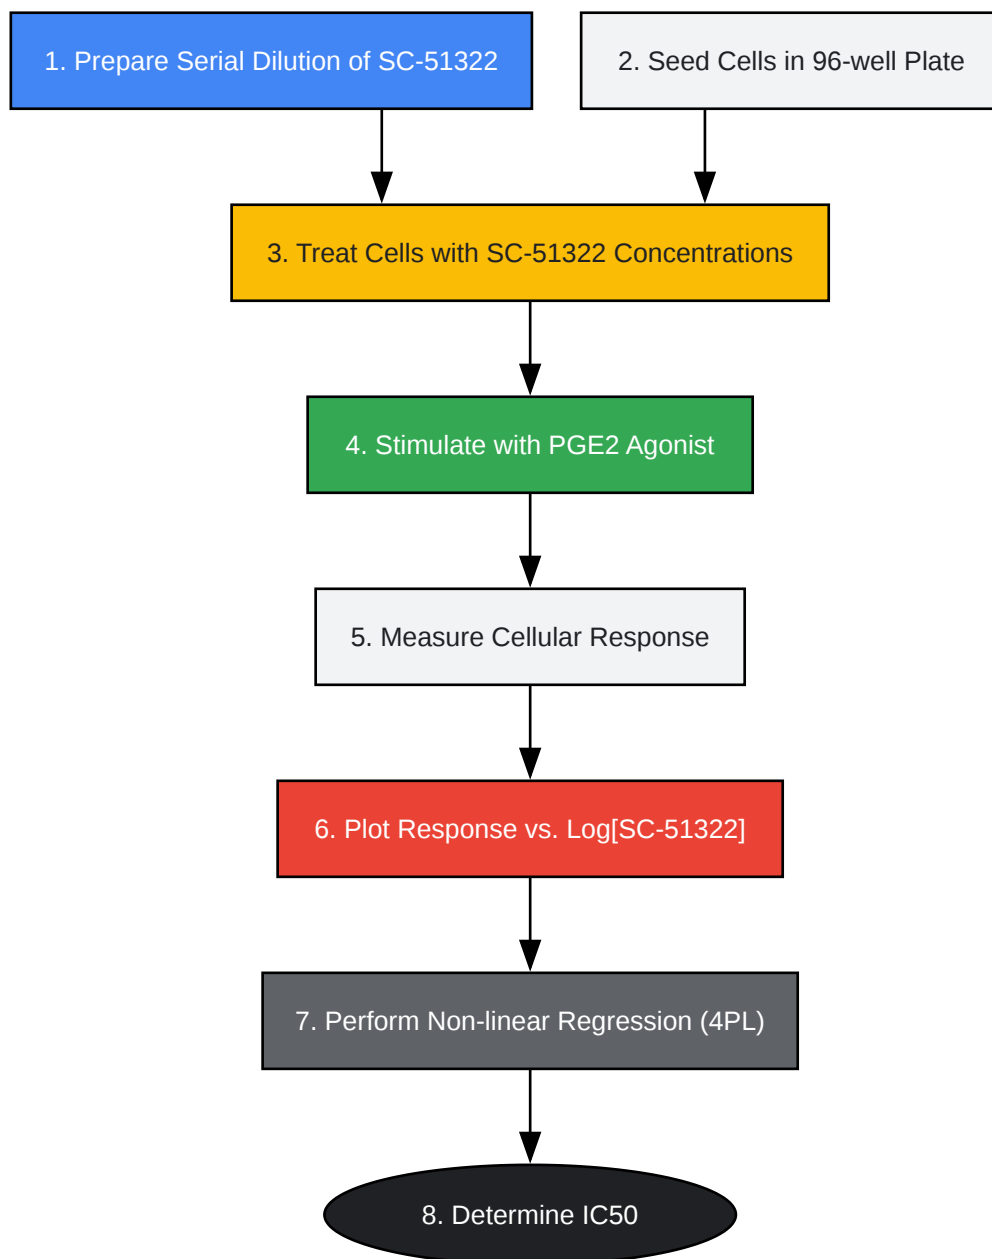 1. Prepare Serial Dilution of SC-51322
2. Seed Cells in 96-well Plate
3. Treat Cells with SC-51322 Concentrations
4. Stimulate with PGE2 Agonist
5. Measure Cellular Response
6. Plot Response vs. Log[SC-51322]
7. Perform Non-linear Regression (4PL)
8. Determine IC50